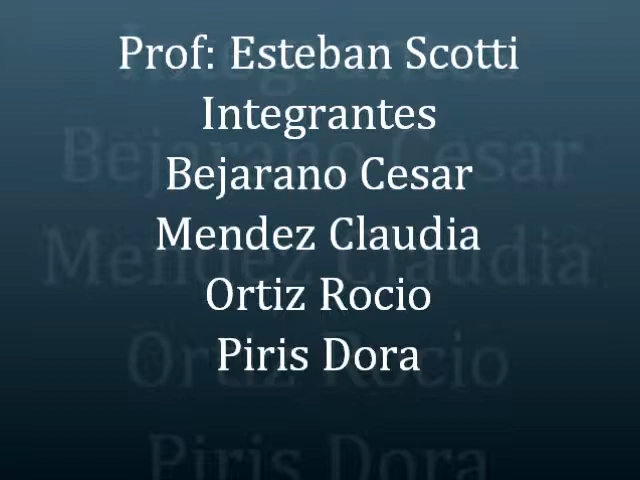 Prof: Esteban Scotti
Integrantes
Bejarano Cesar
Mendez Claudia
Ortiz Rocio
Piris Dora